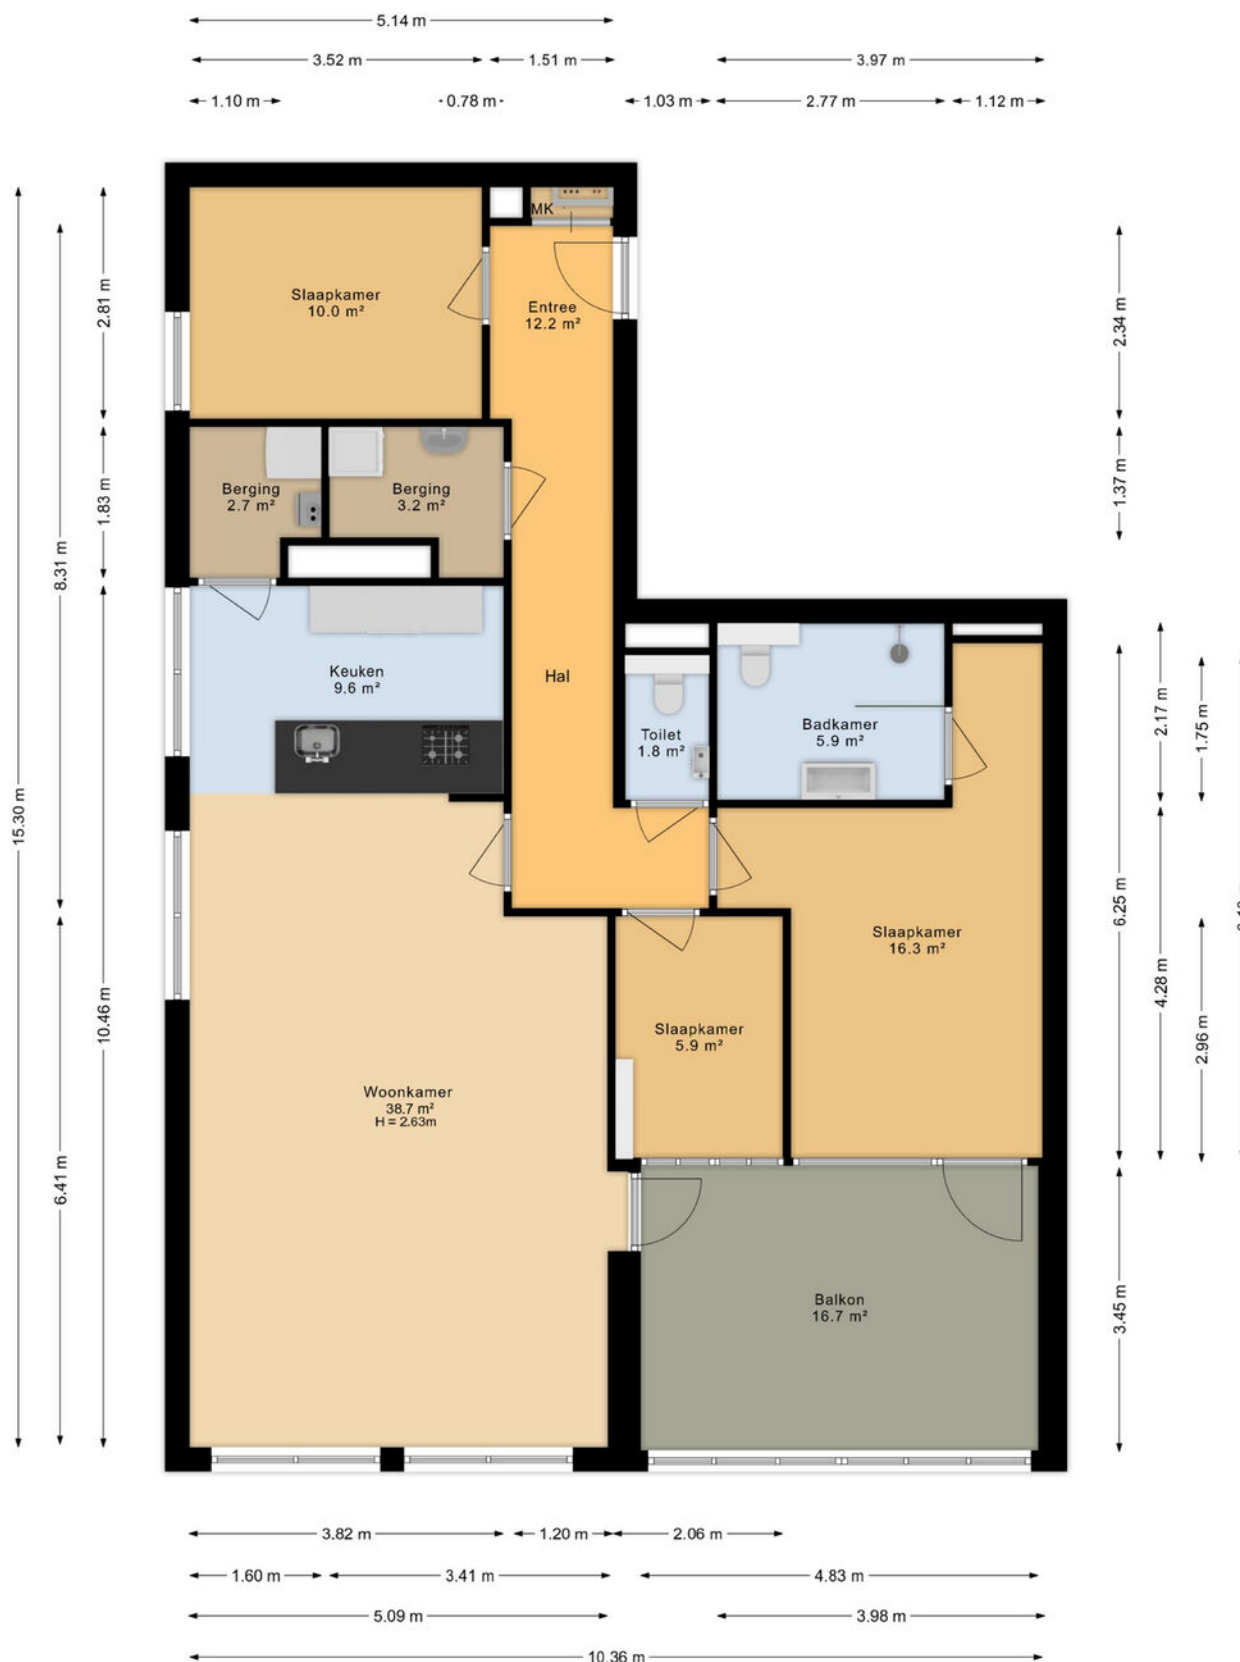 5.14 m
3.52 m
1.51 m
3.97 m
1.10 m
0.78 m
1.03 m
2.77 m
1.12 m
MK
Slaapkamer
10.0 m²
Entree
12.2 m²
2.81 m
2.34 m
Berging
2.7 m²
Berging
3.2 m²
1.83 m
1.37 m
8.31 m
Keuken
9.6 m²
Hal
Toilet
1.8 m²
Badkamer
5.9 m²
2.17 m
1.75 m
15.30 m
6.25 m
Slaapkamer
16.3 m²
4.28 m
10.46 m
Slaapkamer
5.9 m²
2.96 m
Woonkamer
38.7 m²
H = 2.63m
6.41 m
Balkon
16.7 m²
3.45 m
3.82 m
1.20 m
2.06 m
1.60 m
3.41 m
4.83 m
5.09 m
3.98 m
10.36 m